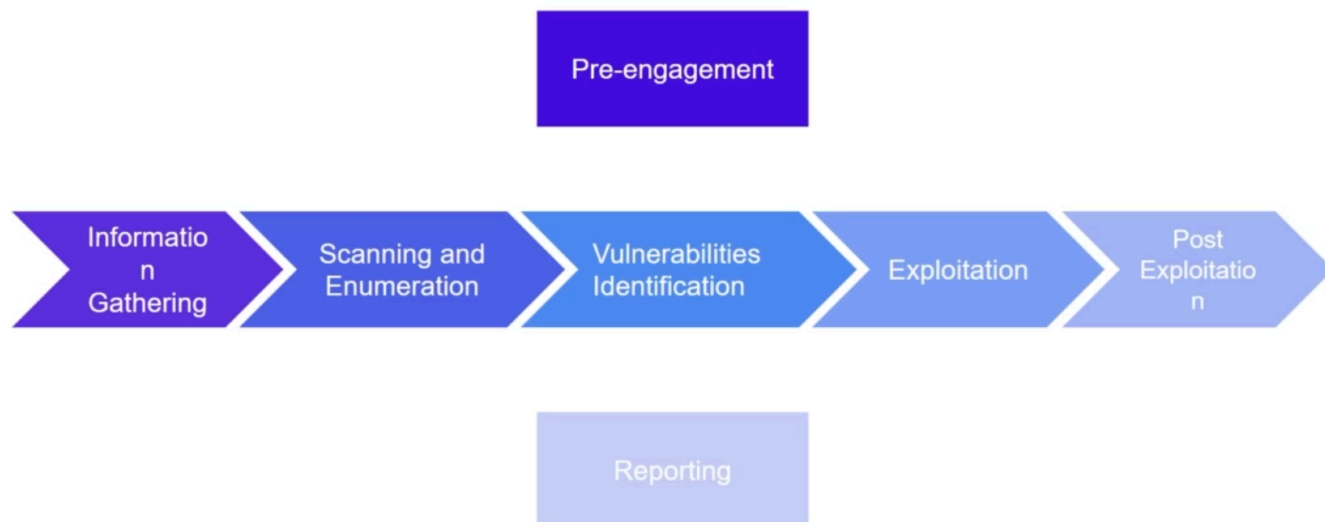 Pre-engagement
Informatio
n
Gathering
Scanning and
Enumeration
Vulnerabilities
Identification
Exploitation
Post
Exploitatio
n
Reporting